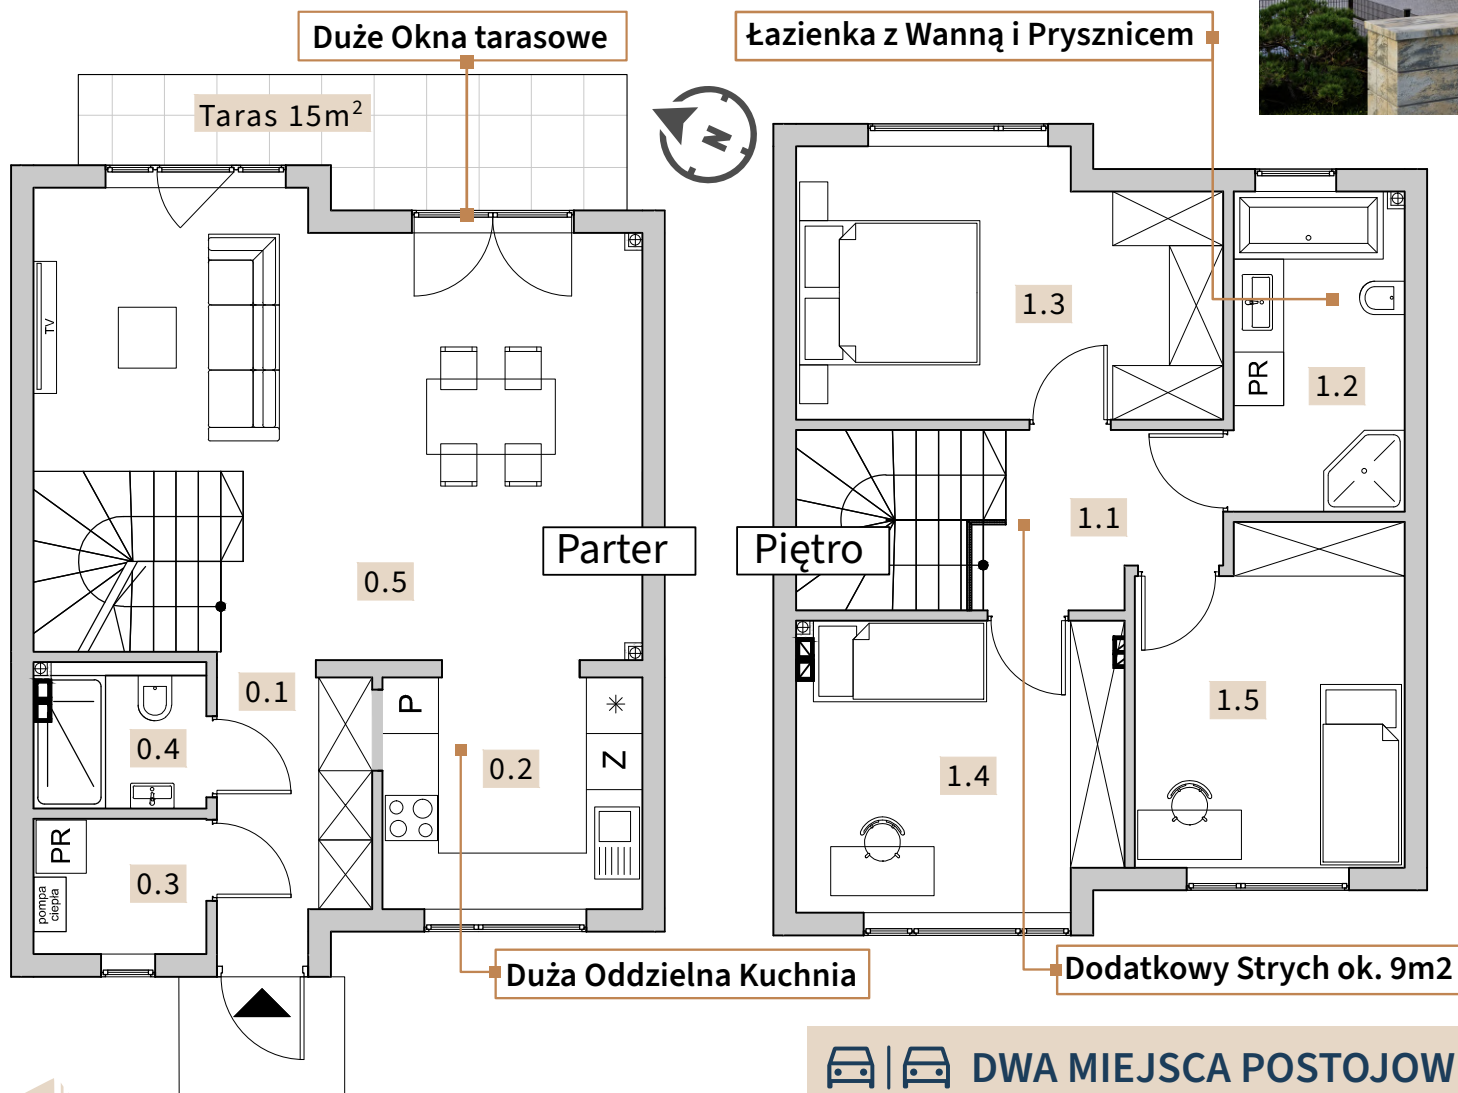 Duże Okna tarasowe
Łazienka z Wanną i Prysznicem
Taras 15m²
N
TV
1.3
PR
1.2
1.1
Parter
Piętro
0.5
0.1
P
0.4
0.2
Z
1.5
1.4
PR
pompa
ciepła
0.3
Duża Oddzielna Kuchnia
Dodatkowy Strych ok. 9m2
DWA MIEJSCA POSTOJOW